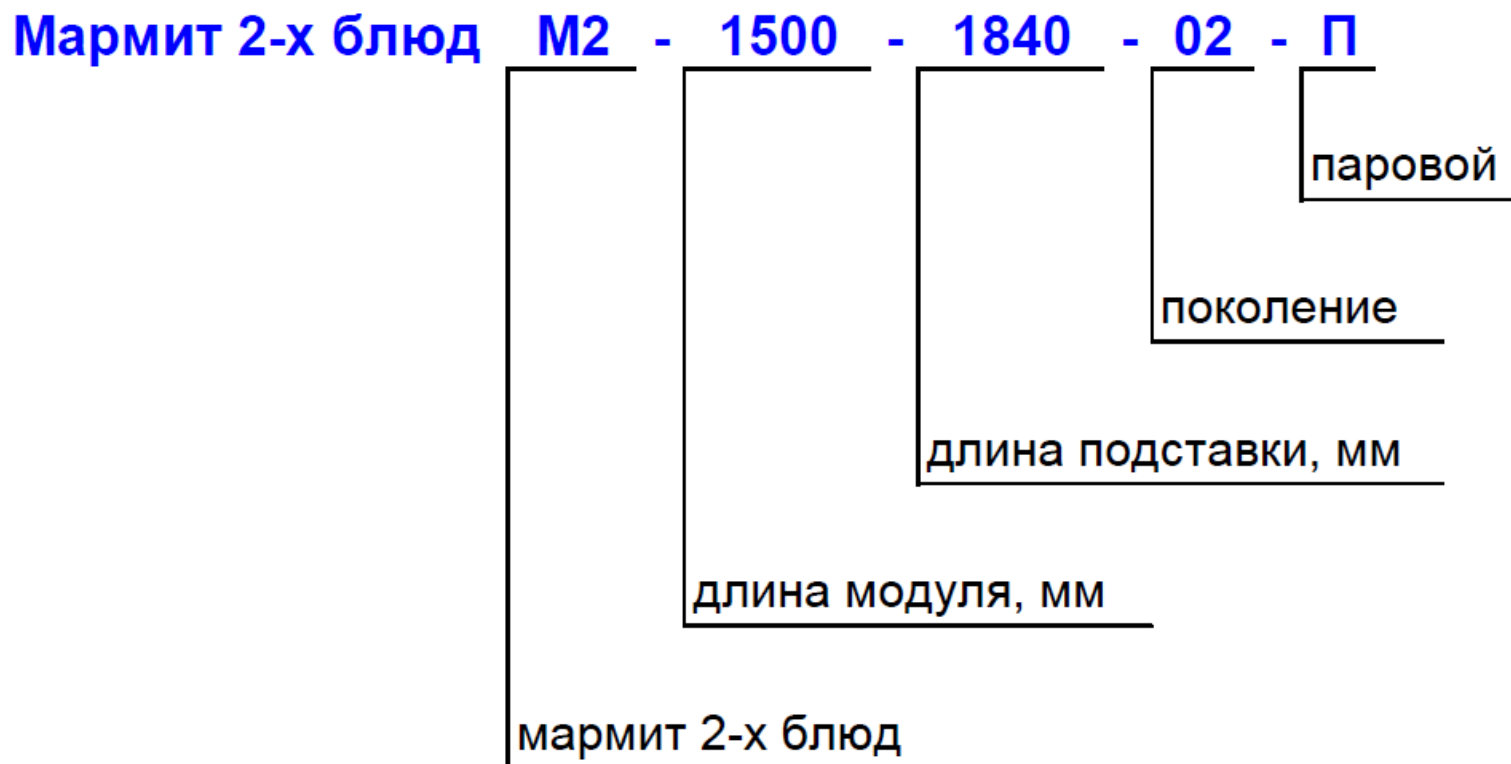 Мармит 2-х блюд М2 - 1500 - 1840 - 02 - П
паровой
поколение
длина подставки, мм
длина модуля, мм
мармит 2-х блюд